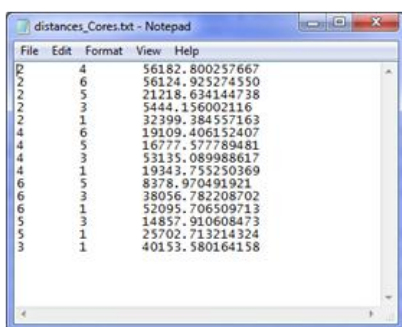 distances_Cores.txt - Notepad
File Edit Format View Help
2 4 56182.800257667
2 6 56124.925274550
2 5 21218.634144738
2 3 5444.156002116
2 1 32399.384557163
4 6 19109.406152407
4 5 16777.577789481
4 3 53135.089988617
4 1 19343.755250369
6 5 8378.970491921
6 3 38056.782208702
6 1 52095.706509713
5 3 14857.910608473
5 1 25702.713214324
3 1 40153.580164158